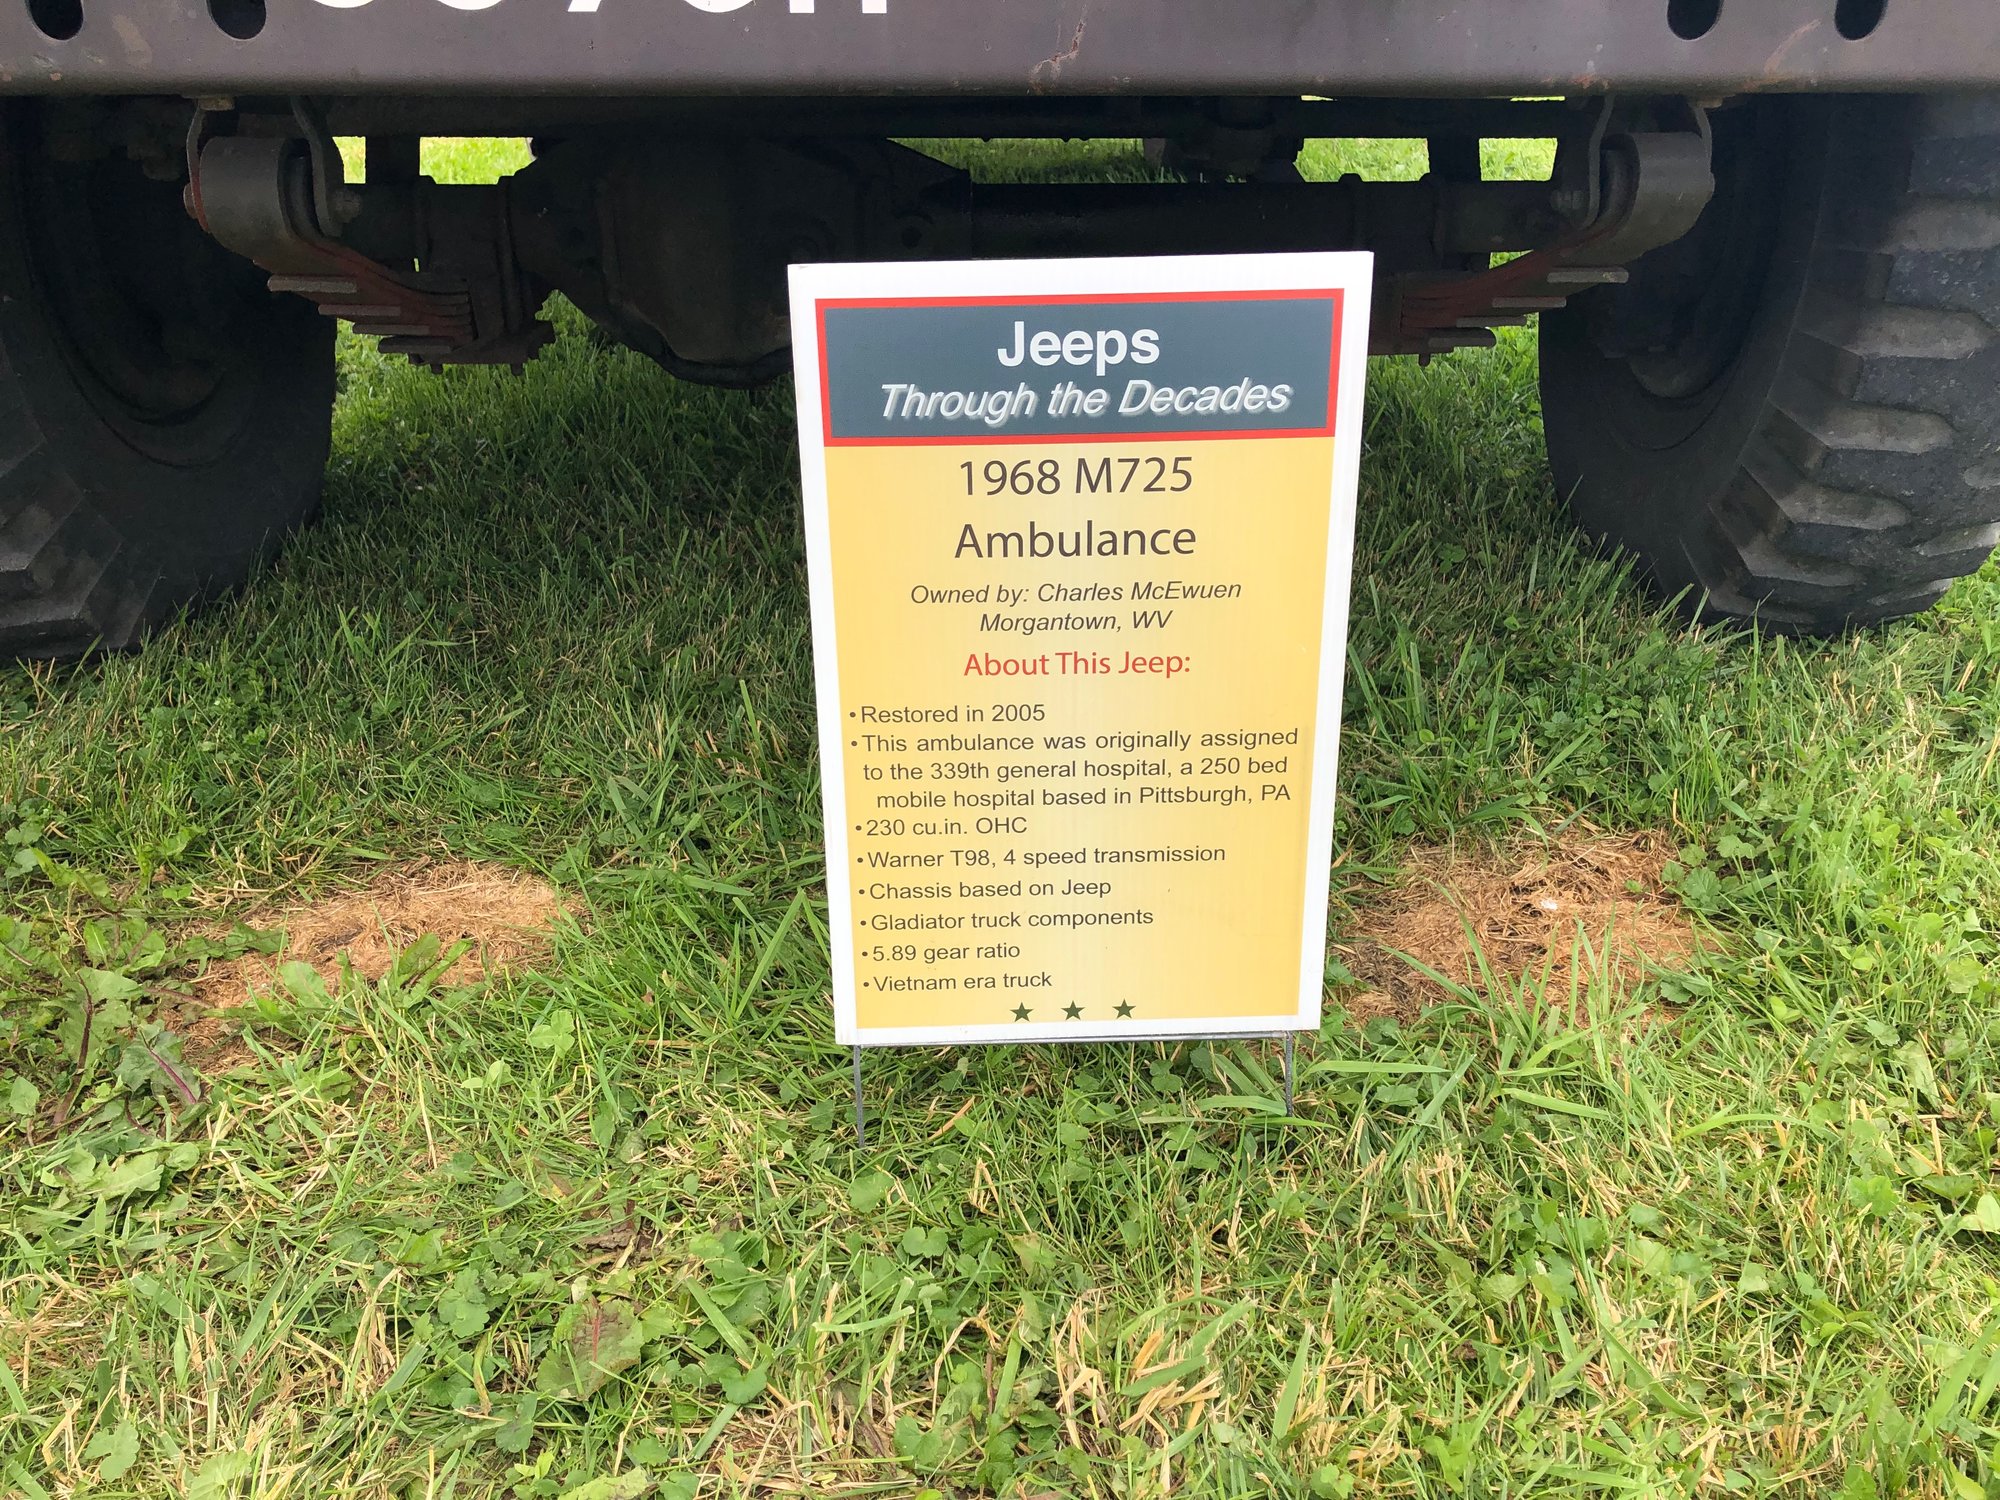 Jeeps
Through the Decades
1968 M725
Ambulance
Owned by: Charles McEwuen
Morgantown, WV
About This Jeep:
• Restored in 2005
• This ambulance was originally assigned
to the 339th general hospital, a 250 bed
mobile hospital based in Pittsburgh, PA
• 230 cu.in. OHC
• Warner T98, 4 speed transmission
• Chassis based on Jeep
• Gladiator truck components
• 5.89 gear ratio
• Vietnam era truck